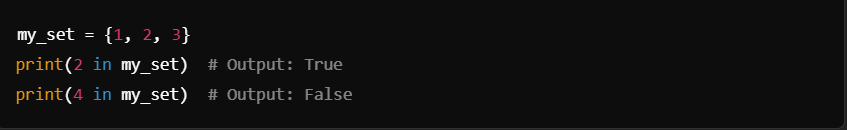 my_set = {1, 2, 3}
print(2 in my_set)  # Output: True
print(4 in my_set)  # Output: False